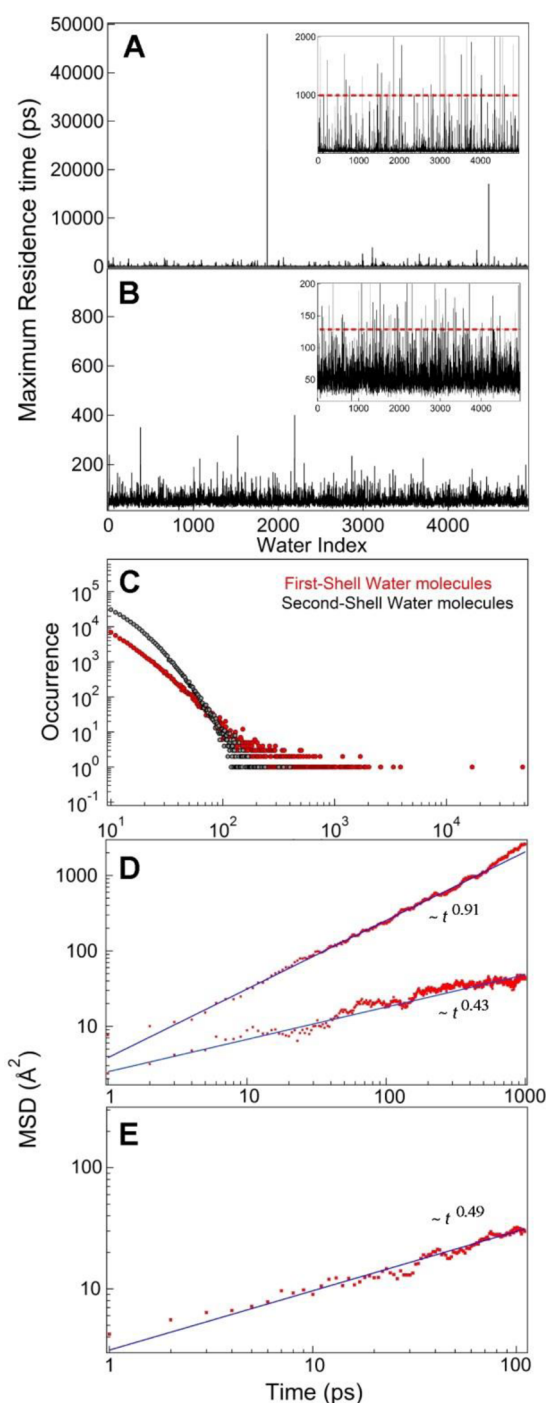 A
50000
40000
30000
20000
10000
0
2000
1000
0 1000 2000 3000 4000
Maximum Residence time (ps)
B
800
600
400
200
200
150
100
50
0 1000 2000 3000 4000
0 1000 2000 3000 4000
Water Index
C
First-Shell Water molecules
Second-Shell Water molecules
Occurrence
10^5
10^4
10^3
10^2
10^1
10^0
10^-1
10^1 10^2 10^3 10^4
D
1000
100
10
~ t^0.91
~ t^0.43
1 10 100 1000
MSD (Å^2)
E
100
10
~ t^0.49
1 10 100
Time (ps)